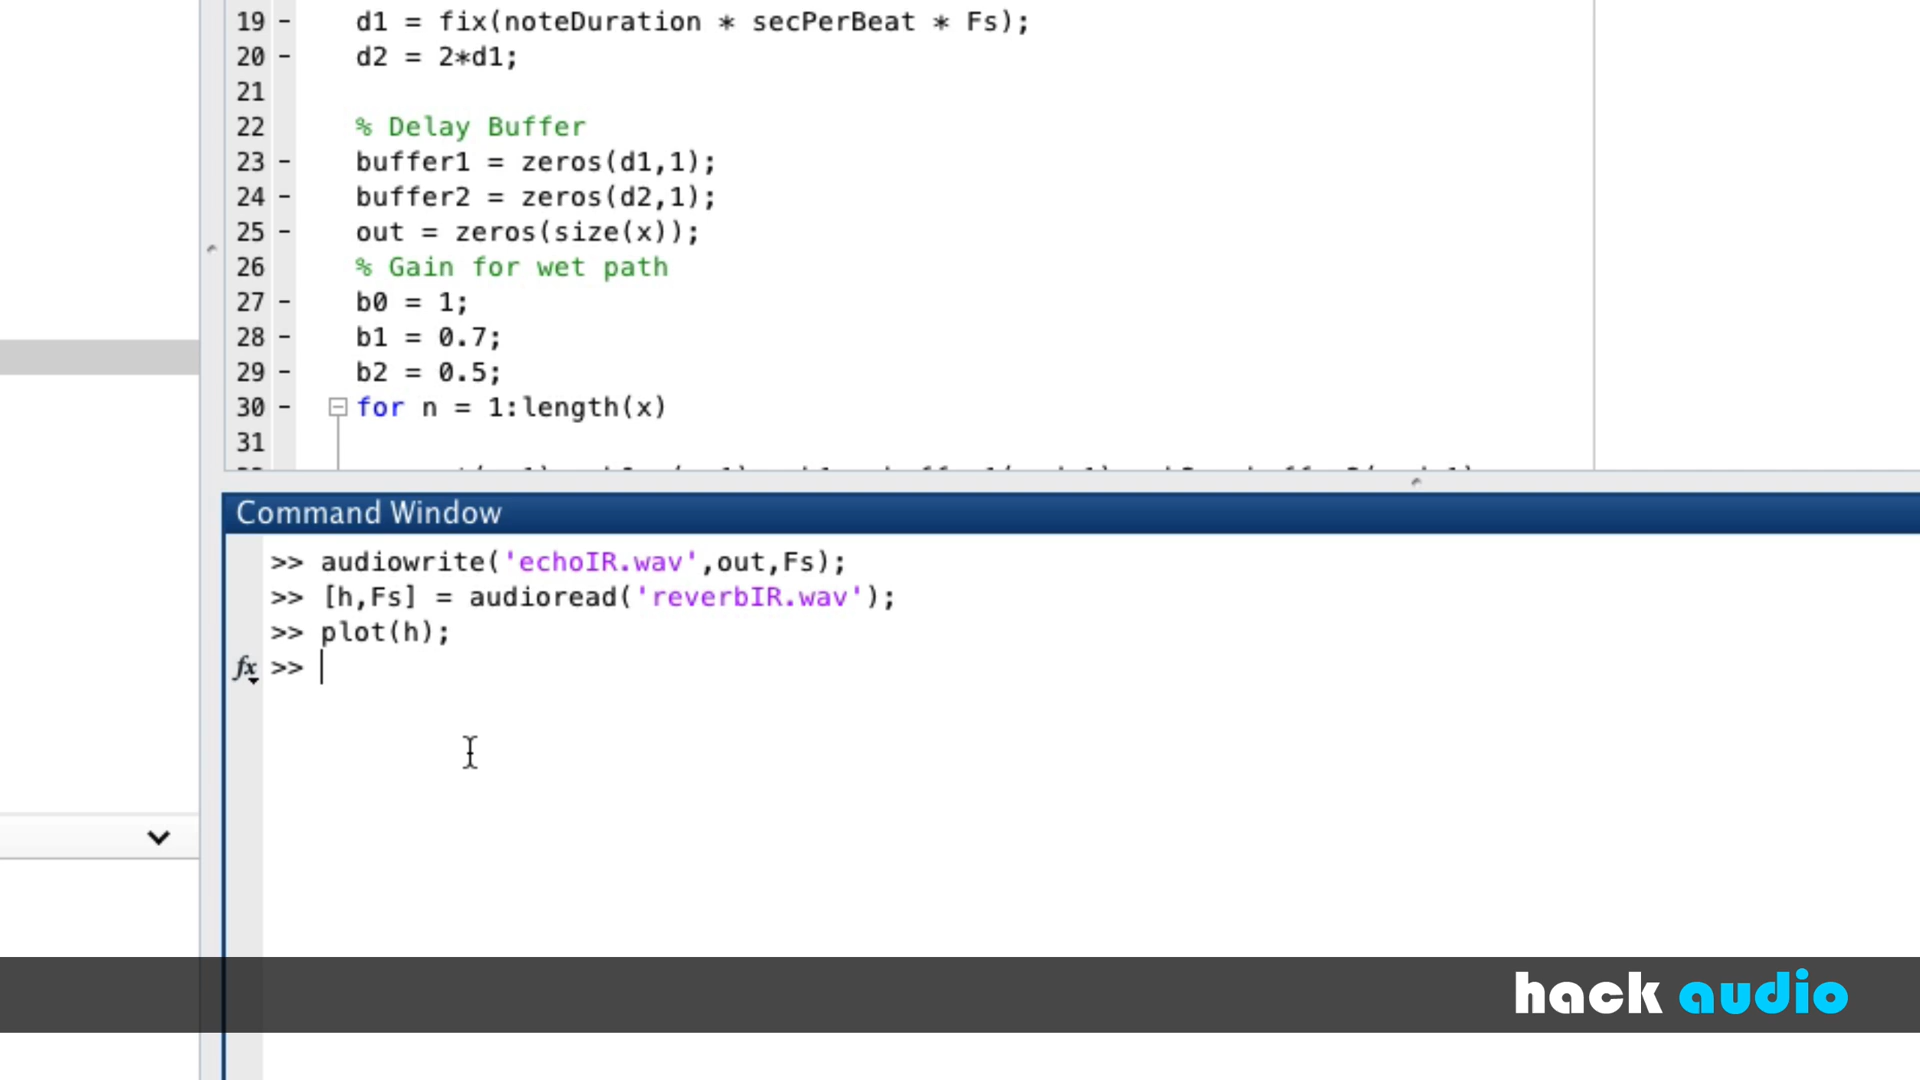 19 - d1 = fix(noteDuration * secPerBeat * Fs);
20 - d2 = 2*d1;
21
22 % Delay Buffer
23 - buffer1 = zeros(d1,1);
24 - buffer2 = zeros(d2,1);
25 - out = zeros(size(x));
26 % Gain for wet path
27 - b0 = 1;
28 - b1 = 0.7;
29 - b2 = 0.5;
30 - for n = 1:length(x)
31
Command Window
>> audiowrite('echoIR.wav',out,Fs);
>> [h,Fs] = audioread('reverbIR.wav');
>> plot(h);
fx >>
hack audio